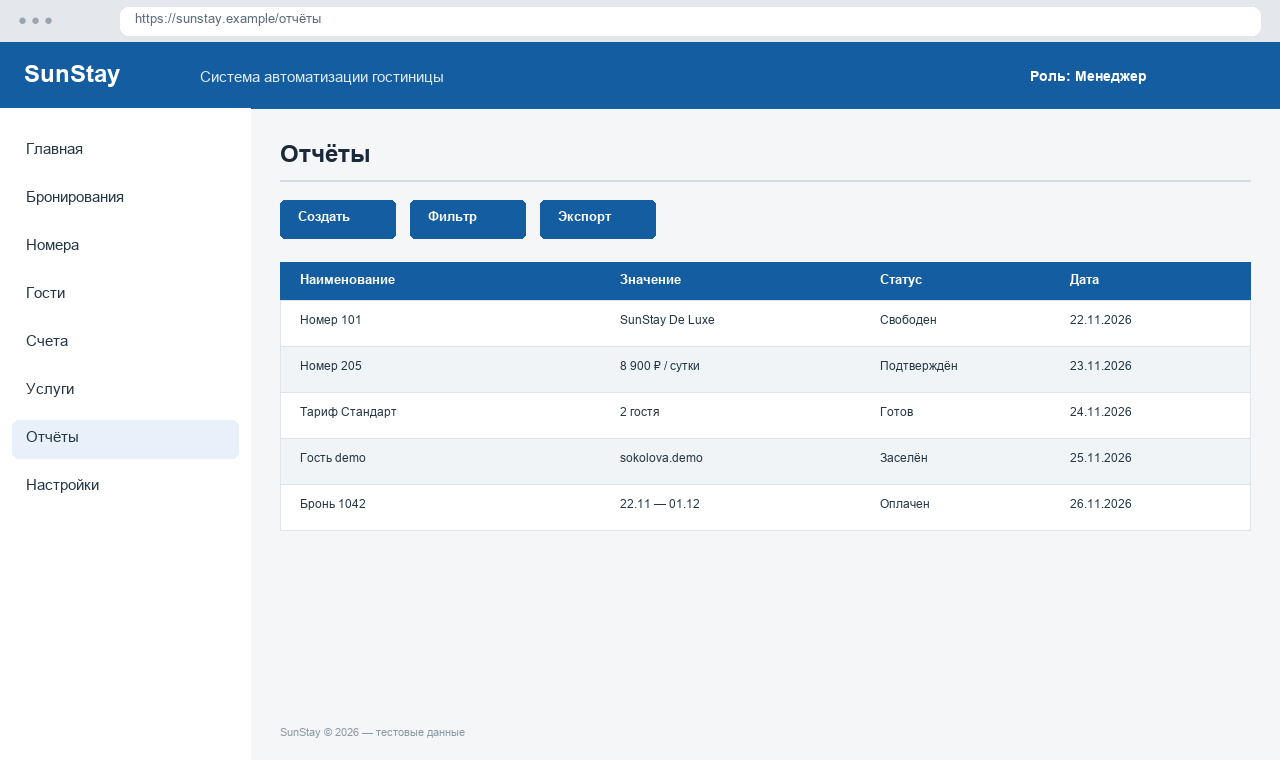 https://sunstay.example/отчёты
SunStay
Система автоматизации гостиницы
Роль: Менеджер
Главная
Бронирования
Номера
Гости
Счета
Услуги
Отчёты
Настройки
Отчёты
Создать
Фильтр
Экспорт
Наименование Значение Статус Дата
Номер 101 SunStay De Luxe Свободен 22.11.2026
Номер 205 8 900 ₽ / сутки Подтверждён 23.11.2026
Тариф Стандарт 2 гостя Готов 24.11.2026
Гость demo sokolova.demo Заселён 25.11.2026
Бронь 1042 22.11 — 01.12 Оплачен 26.11.2026
SunStay © 2026 — тестовые данные